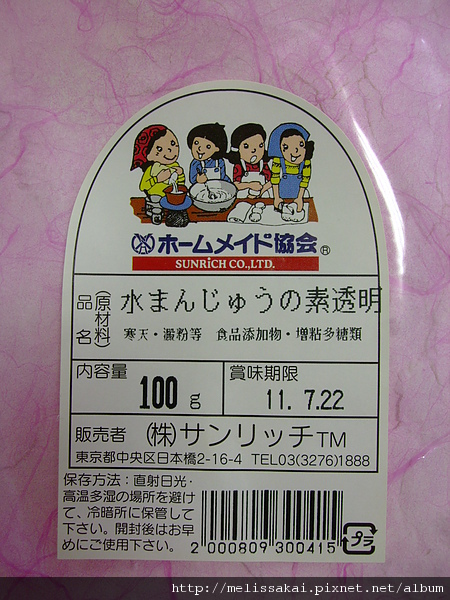 ホームメイド協会®
SUNRiCH CO.,LTD.
品名(原材料) 水まんじゅうの素透明
寒天・澱粉等 食品添加物・増粘多糖類
内容量 100g
賞味期限 11.7.22
販売者 (株)サンリッチTM
東京都中央区日本橋2-16-4 TEL03(3276)1888
保存方法:直射日光・
高温多湿の場所を避け
て、冷暗所に保管して
下さい。開封後はお早
めにご使用下さい。
2 000809 300415
プラ
http://melissakai.pixnet.net/album